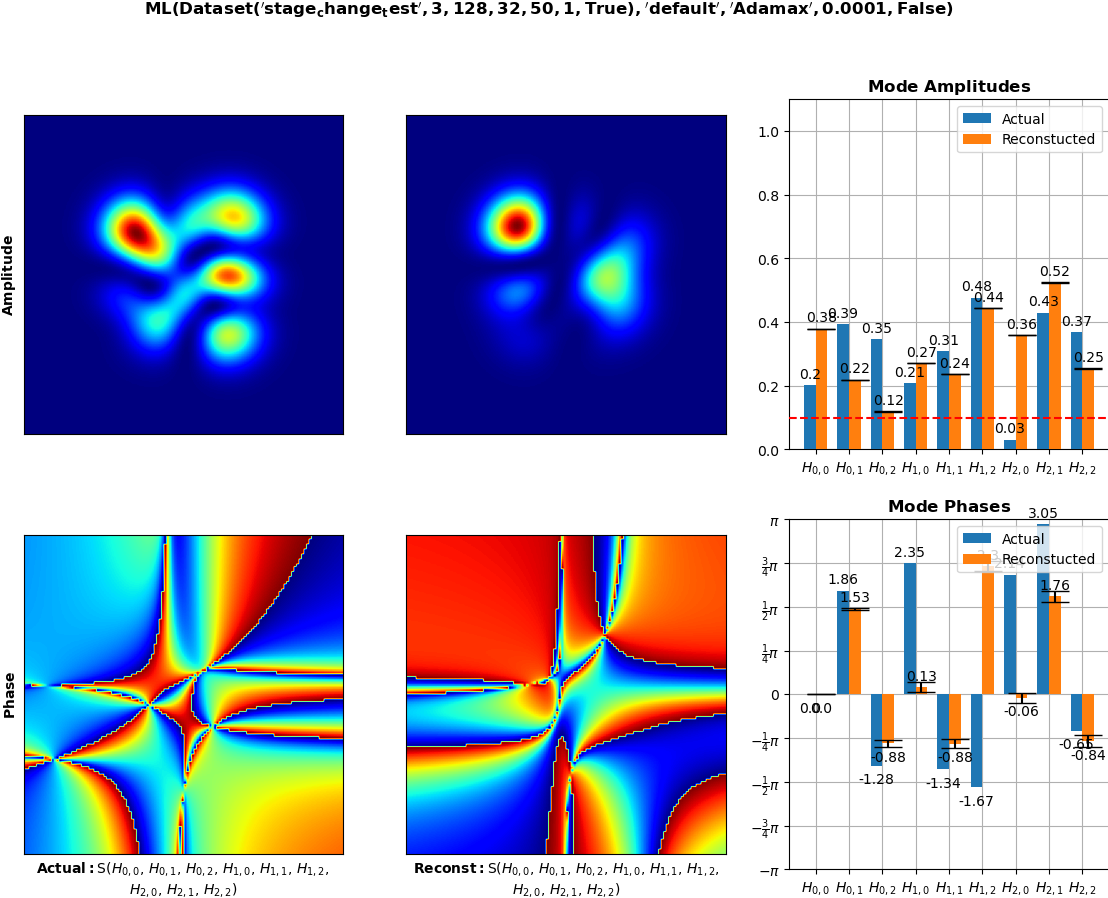 ML(Dataset('stage_change_test', 3, 128, 32, 50, 1, True), 'default', 'Adamax', 0.0001, False)
Mode Amplitudes
Amplitude
1.0
0.8
0.6
0.4
0.2
0.0
Actual
Reconstucted
0.2
0.38
0.39
0.22
0.35
0.12
0.21
0.27
0.31
0.24
0.48
0.44
0.03
0.36
0.43
0.52
0.37
0.25
H0,0 H0,1 H0,2 H1,0 H1,1 H1,2 H2,0 H2,1 H2,2
Mode Phases
Phase
π
3/4π
1/2π
1/4π
0
−1/4π
−1/2π
−3/4π
−π
Actual
Reconstucted
0.0
0.0
1.86
1.53
-1.28
-0.88
2.35
0.13
-1.34
-0.88
-1.67
2.3
-0.06
3.05
1.76
-0.84
H0,0 H0,1 H0,2 H1,0 H1,1 H1,2 H2,0 H2,1 H2,2
Actual: S(H0,0, H0,1, H0,2, H1,0, H1,1, H1,2,
H2,0, H2,1, H2,2)
Reconst: S(H0,0, H0,1, H0,2, H1,0, H1,1, H1,2,
H2,0, H2,1, H2,2)